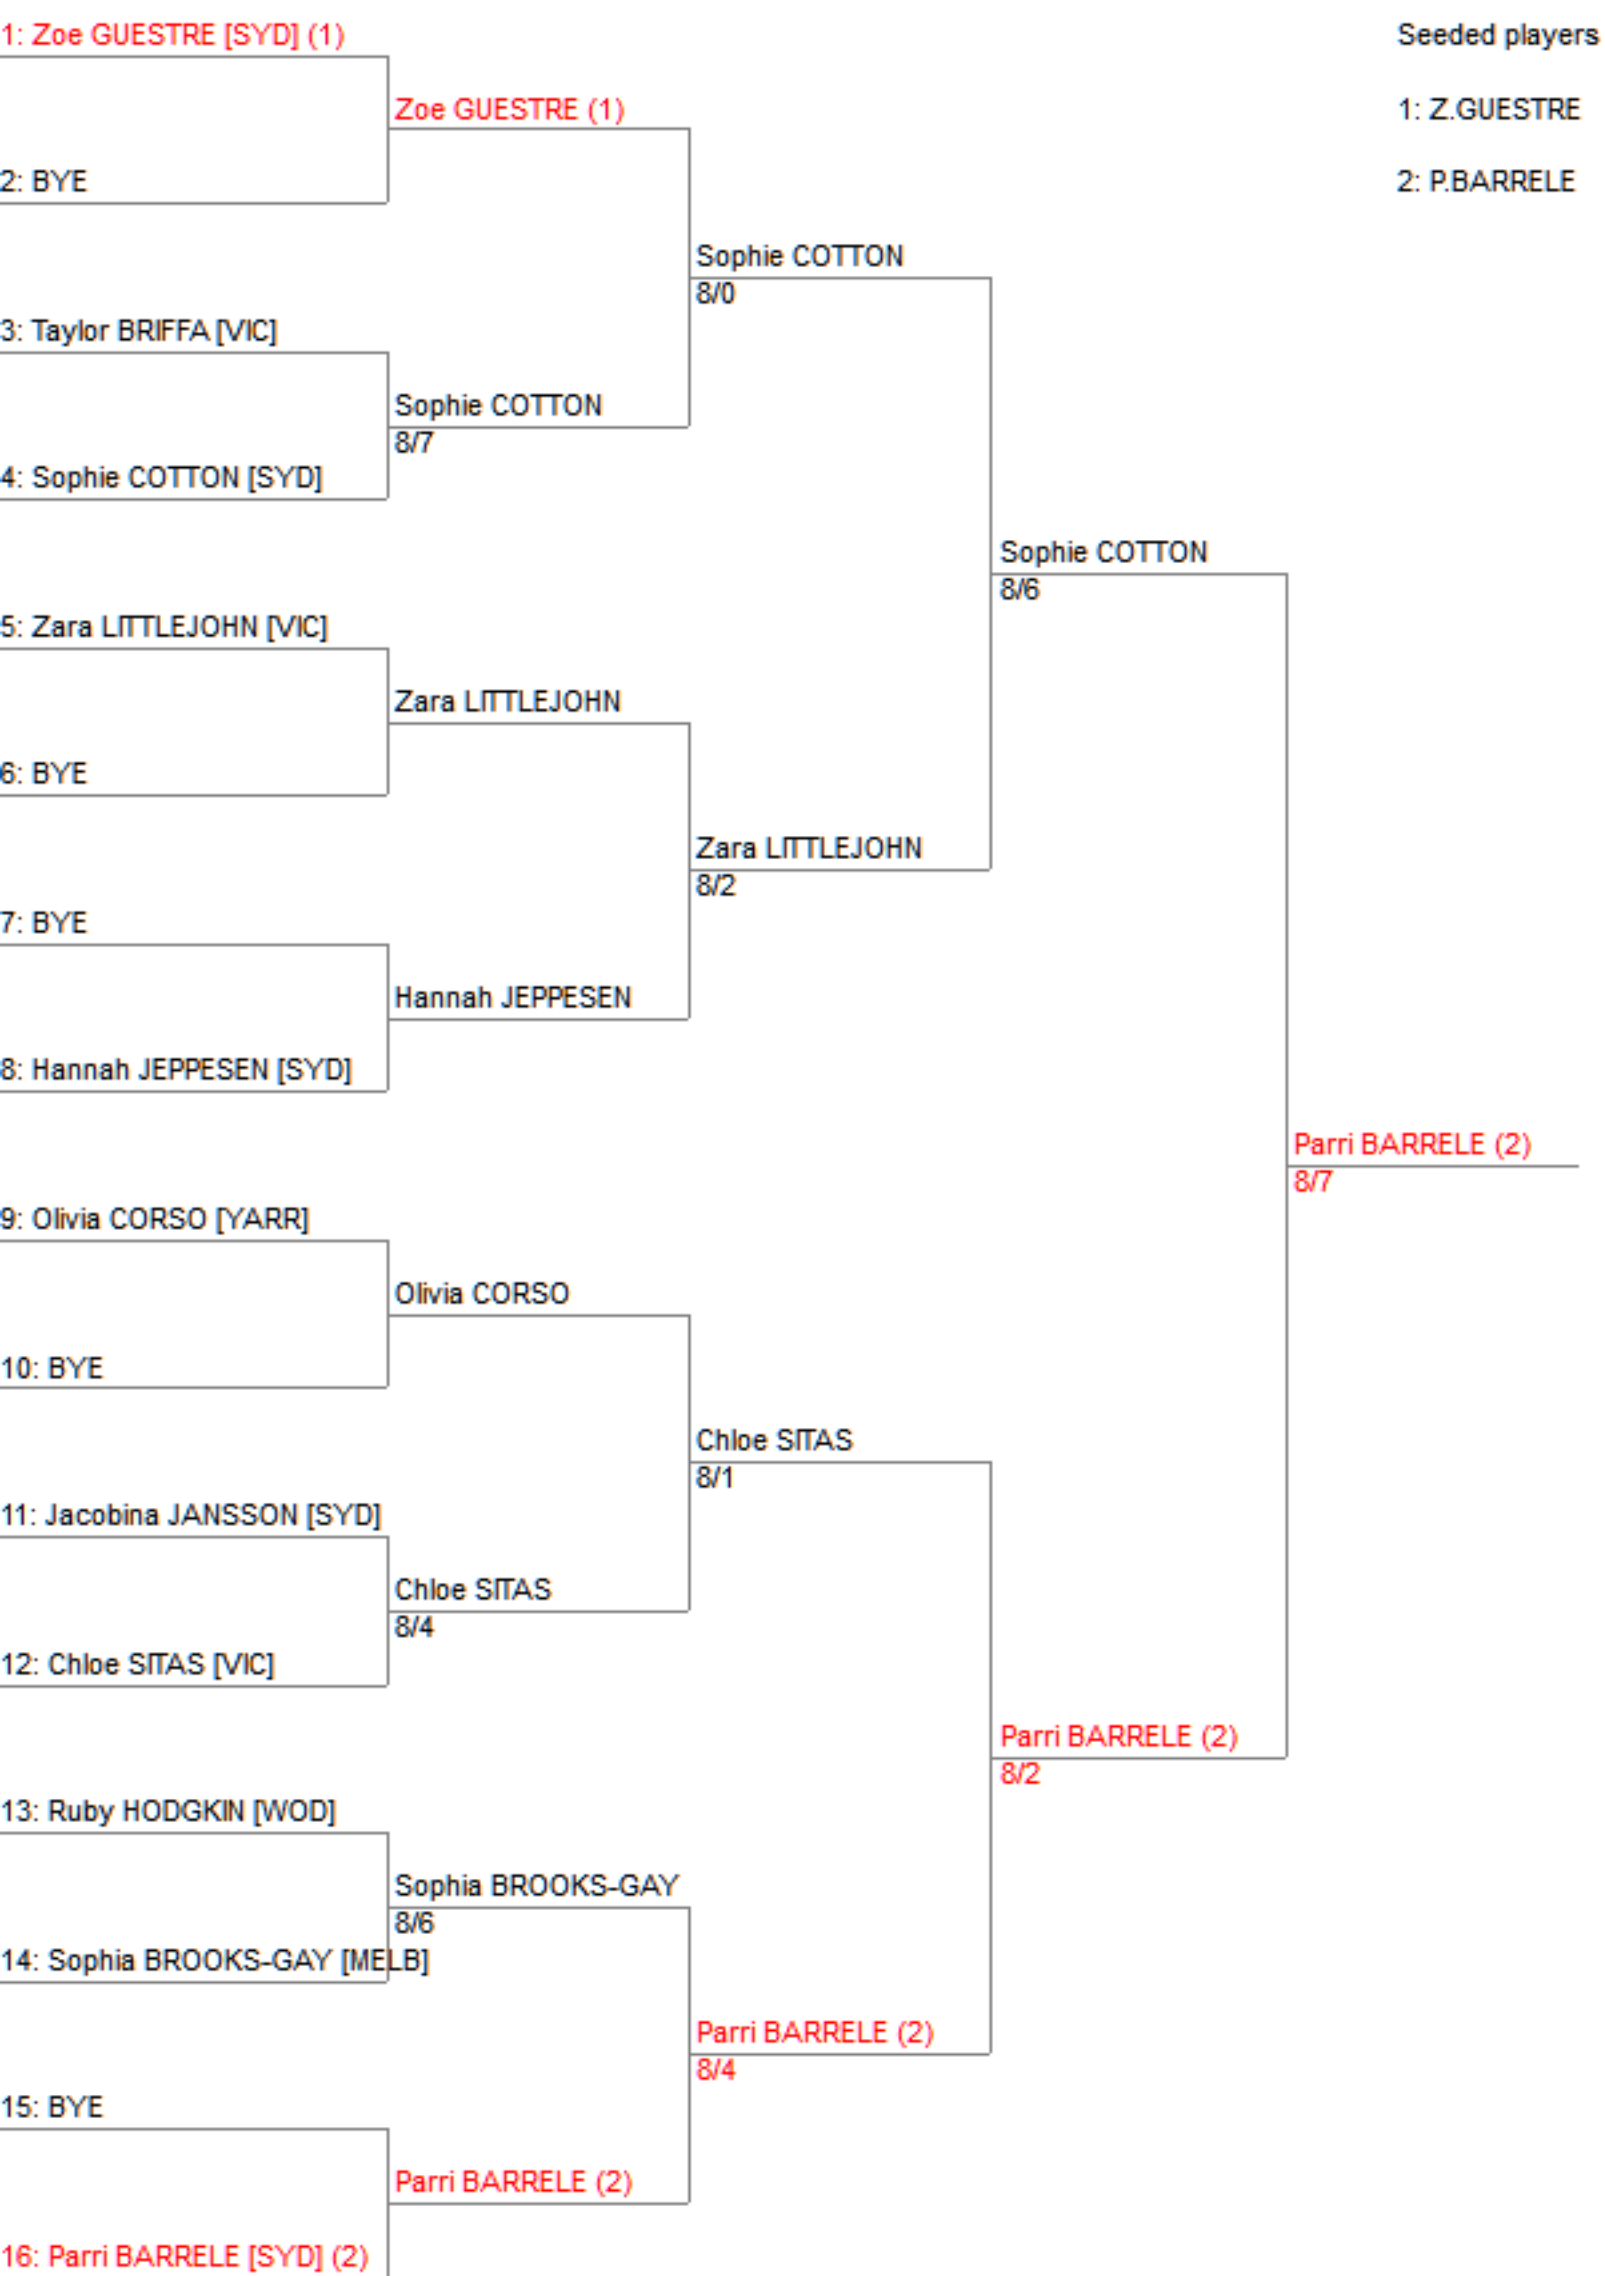 1: Zoe GUESTRE [SYD] (1)
2: BYE
3: Taylor BRIFFA [VIC]
4: Sophie COTTON [SYD]
5: Zara LITTLEJOHN [VIC]
6: BYE
7: BYE
8: Hannah JEPPESEN [SYD]
9: Olivia CORSO [YARR]
10: BYE
11: Jacobina JANSSON [SYD]
12: Chloe SITAS [VIC]
13: Ruby HODGKIN [WOD]
14: Sophia BROOKS-GAY [MELB]
15: BYE
16: Parri BARRELE [SYD] (2)
Zoe GUESTRE (1)
Sophie COTTON
8/7
Zara LITTLEJOHN
Hannah JEPPESEN
Olivia CORSO
Chloe SITAS
8/4
Sophia BROOKS-GAY
8/6
Parri BARRELE (2)
Sophie COTTON
8/0
Zara LITTLEJOHN
8/2
Chloe SITAS
8/1
Parri BARRELE (2)
8/4
Sophie COTTON
8/6
Parri BARRELE (2)
8/2
Parri BARRELE (2)
8/7
Seeded players
1: Z.GUESTRE
2: P.BARRELE